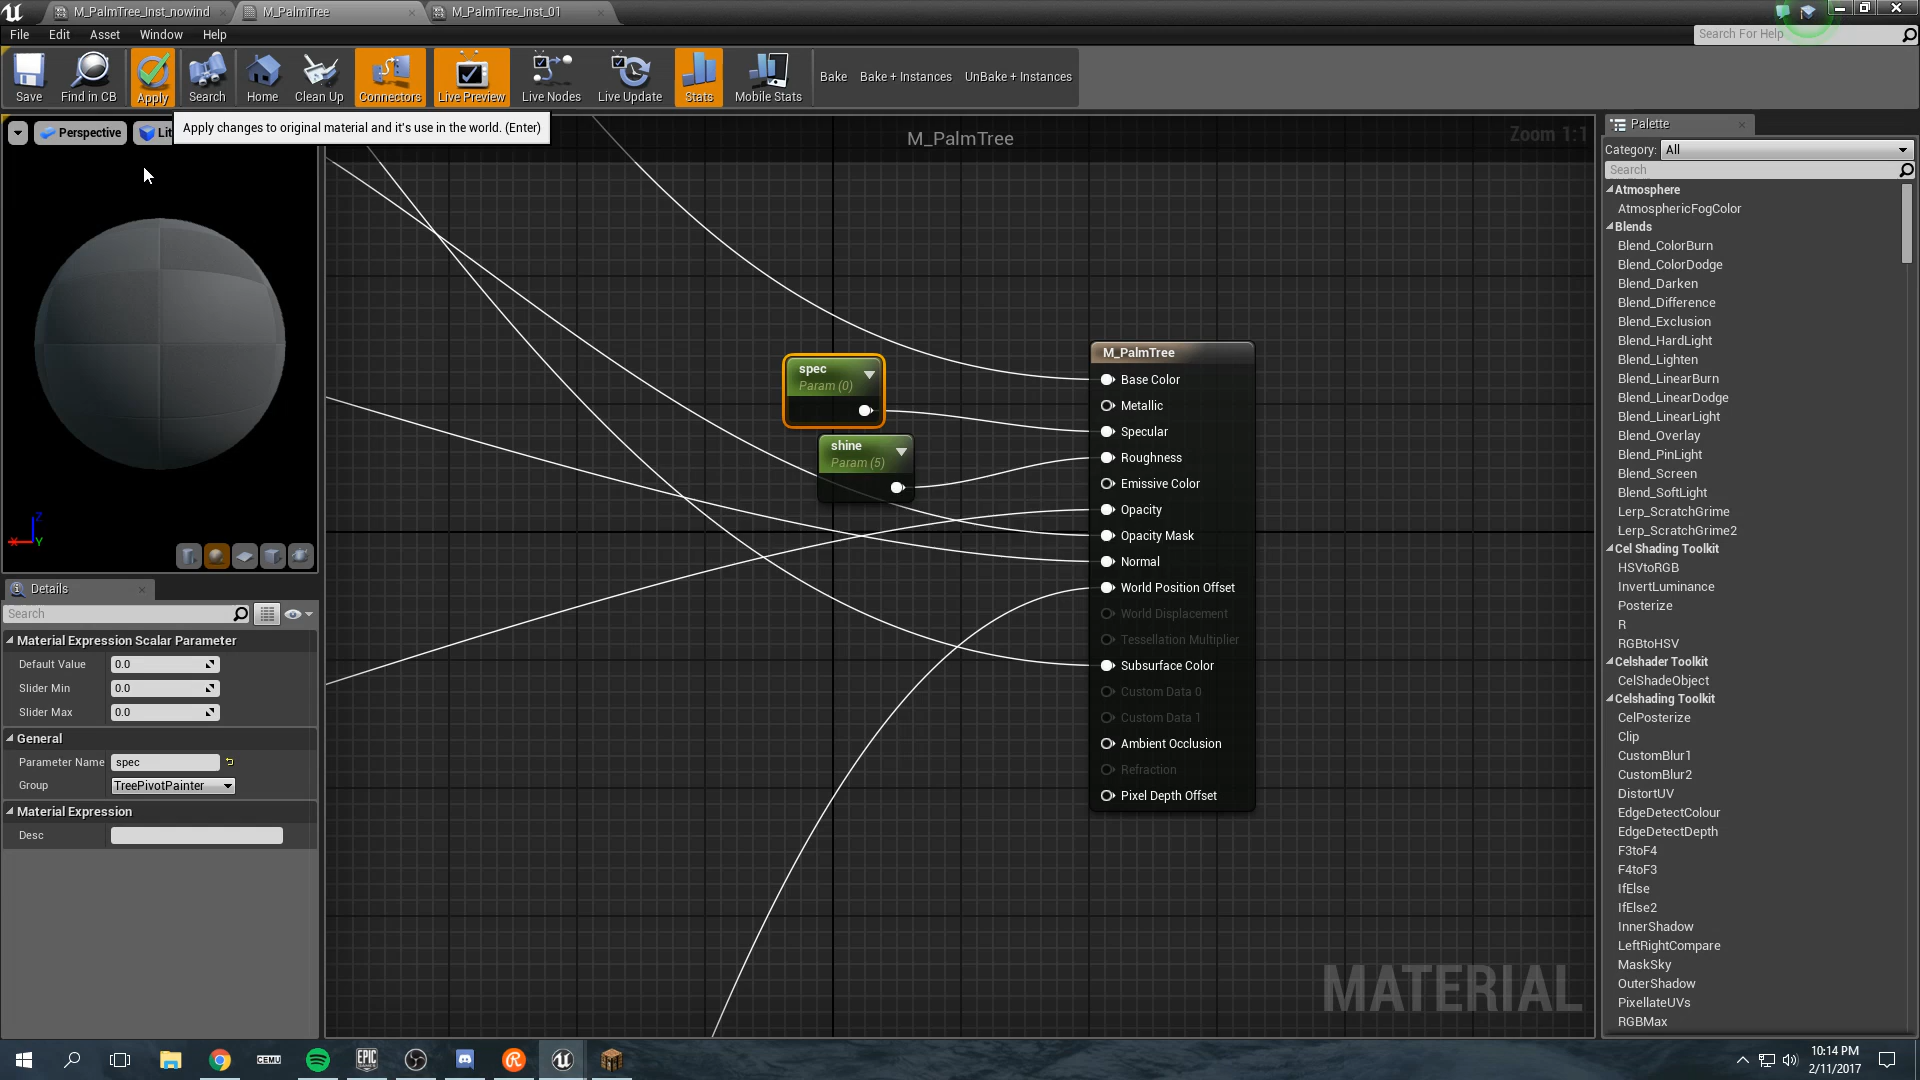 M_PalmTree_Inst_nowind
M_PalmTree
M_PalmTree_Inst_01
File
Edit
Asset
Window
Help
Search For Help
Save
Find in CB
Apply
Search
Home
Clean Up
Connectors
Live Preview
Live Nodes
Live Update
Stats
Mobile Stats
Bake
Bake + Instances
UnBake + Instances
Perspective
Lit
Apply changes to original material and it's use in the world. (Enter)
M_PalmTree
Zoom 1:1
Z
X
Y
spec
Param (0)
shine
Param (5)
M_PalmTree
Base Color
Metallic
Specular
Roughness
Emissive Color
Opacity
Opacity Mask
Normal
World Position Offset
World Displacement
Tessellation Multiplier
Subsurface Color
Custom Data 0
Custom Data 1
Ambient Occlusion
Refraction
Pixel Depth Offset
MATERIAL
Details
Search
Material Expression Scalar Parameter
Default Value
0.0
Slider Min
0.0
Slider Max
0.0
General
Parameter Name
spec
Group
TreePivotPainter
Material Expression
Desc
Palette
Category:
All
Search
Atmosphere
AtmosphericFogColor
Blends
Blend_ColorBurn
Blend_ColorDodge
Blend_Darken
Blend_Difference
Blend_Exclusion
Blend_HardLight
Blend_Lighten
Blend_LinearBurn
Blend_LinearDodge
Blend_LinearLight
Blend_Overlay
Blend_PinLight
Blend_Screen
Blend_SoftLight
Lerp_ScratchGrime
Lerp_ScratchGrime2
Cel Shading Toolkit
HSVtoRGB
InvertLuminance
Posterize
R
RGBtoHSV
Celshader Toolkit
CelShadeObject
Celshading Toolkit
CelPosterize
Clip
CustomBlur1
CustomBlur2
DistortUV
EdgeDetectColour
EdgeDetectDepth
F3toF4
F4toF3
IfElse
IfElse2
InnerShadow
LeftRightCompare
MaskSky
OuterShadow
PixellateUVs
RGBMax
CEMU
EPIC
GAMES
10:14 PM
2/11/2017